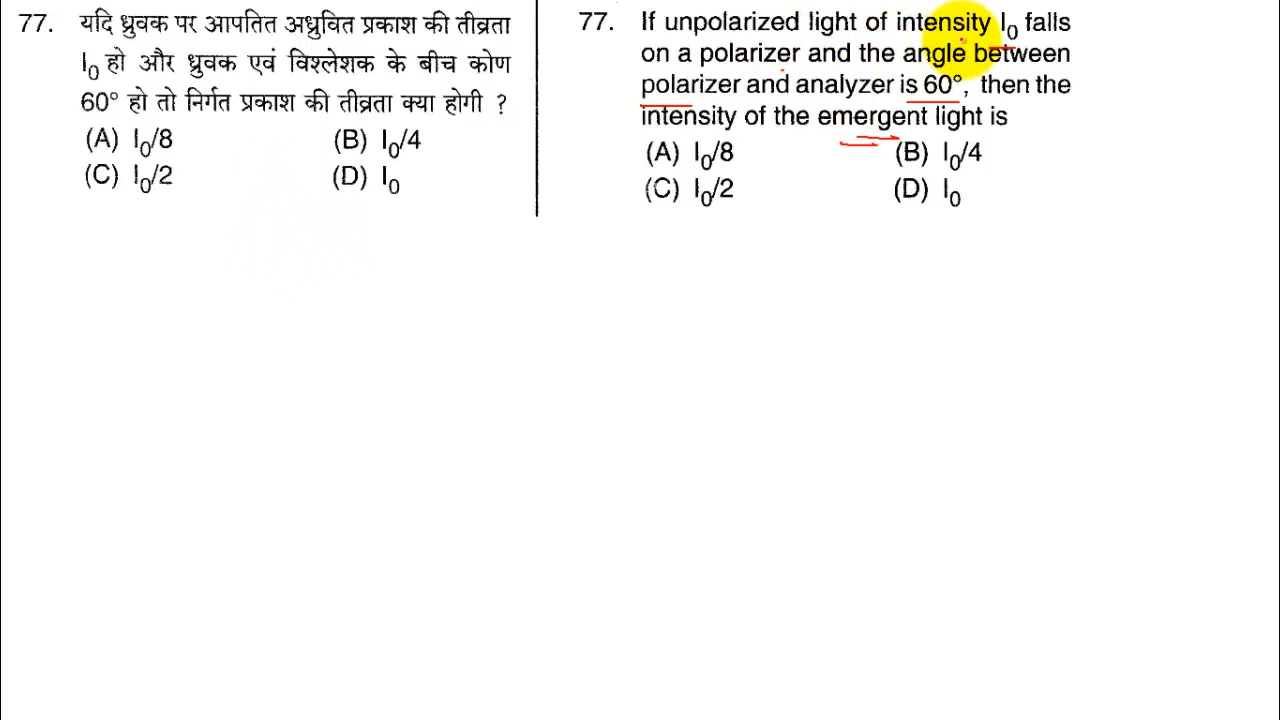 77. यदि ध्रुवक पर आपतित अध्रुवित प्रकाश की तीव्रता
I₀ हो और ध्रुवक एवं विश्लेशक के बीच कोण
60° हो तो निर्गत प्रकाश की तीव्रता क्या होगी ?
(A) I₀/8 (B) I₀/4
(C) I₀/2 (D) I₀
77. If unpolarized light of intensity I₀ falls
on a polarizer and the angle between
polarizer and analyzer is 60°, then the
intensity of the emergent light is
(A) I₀/8 (B) I₀/4
(C) I₀/2 (D) I₀